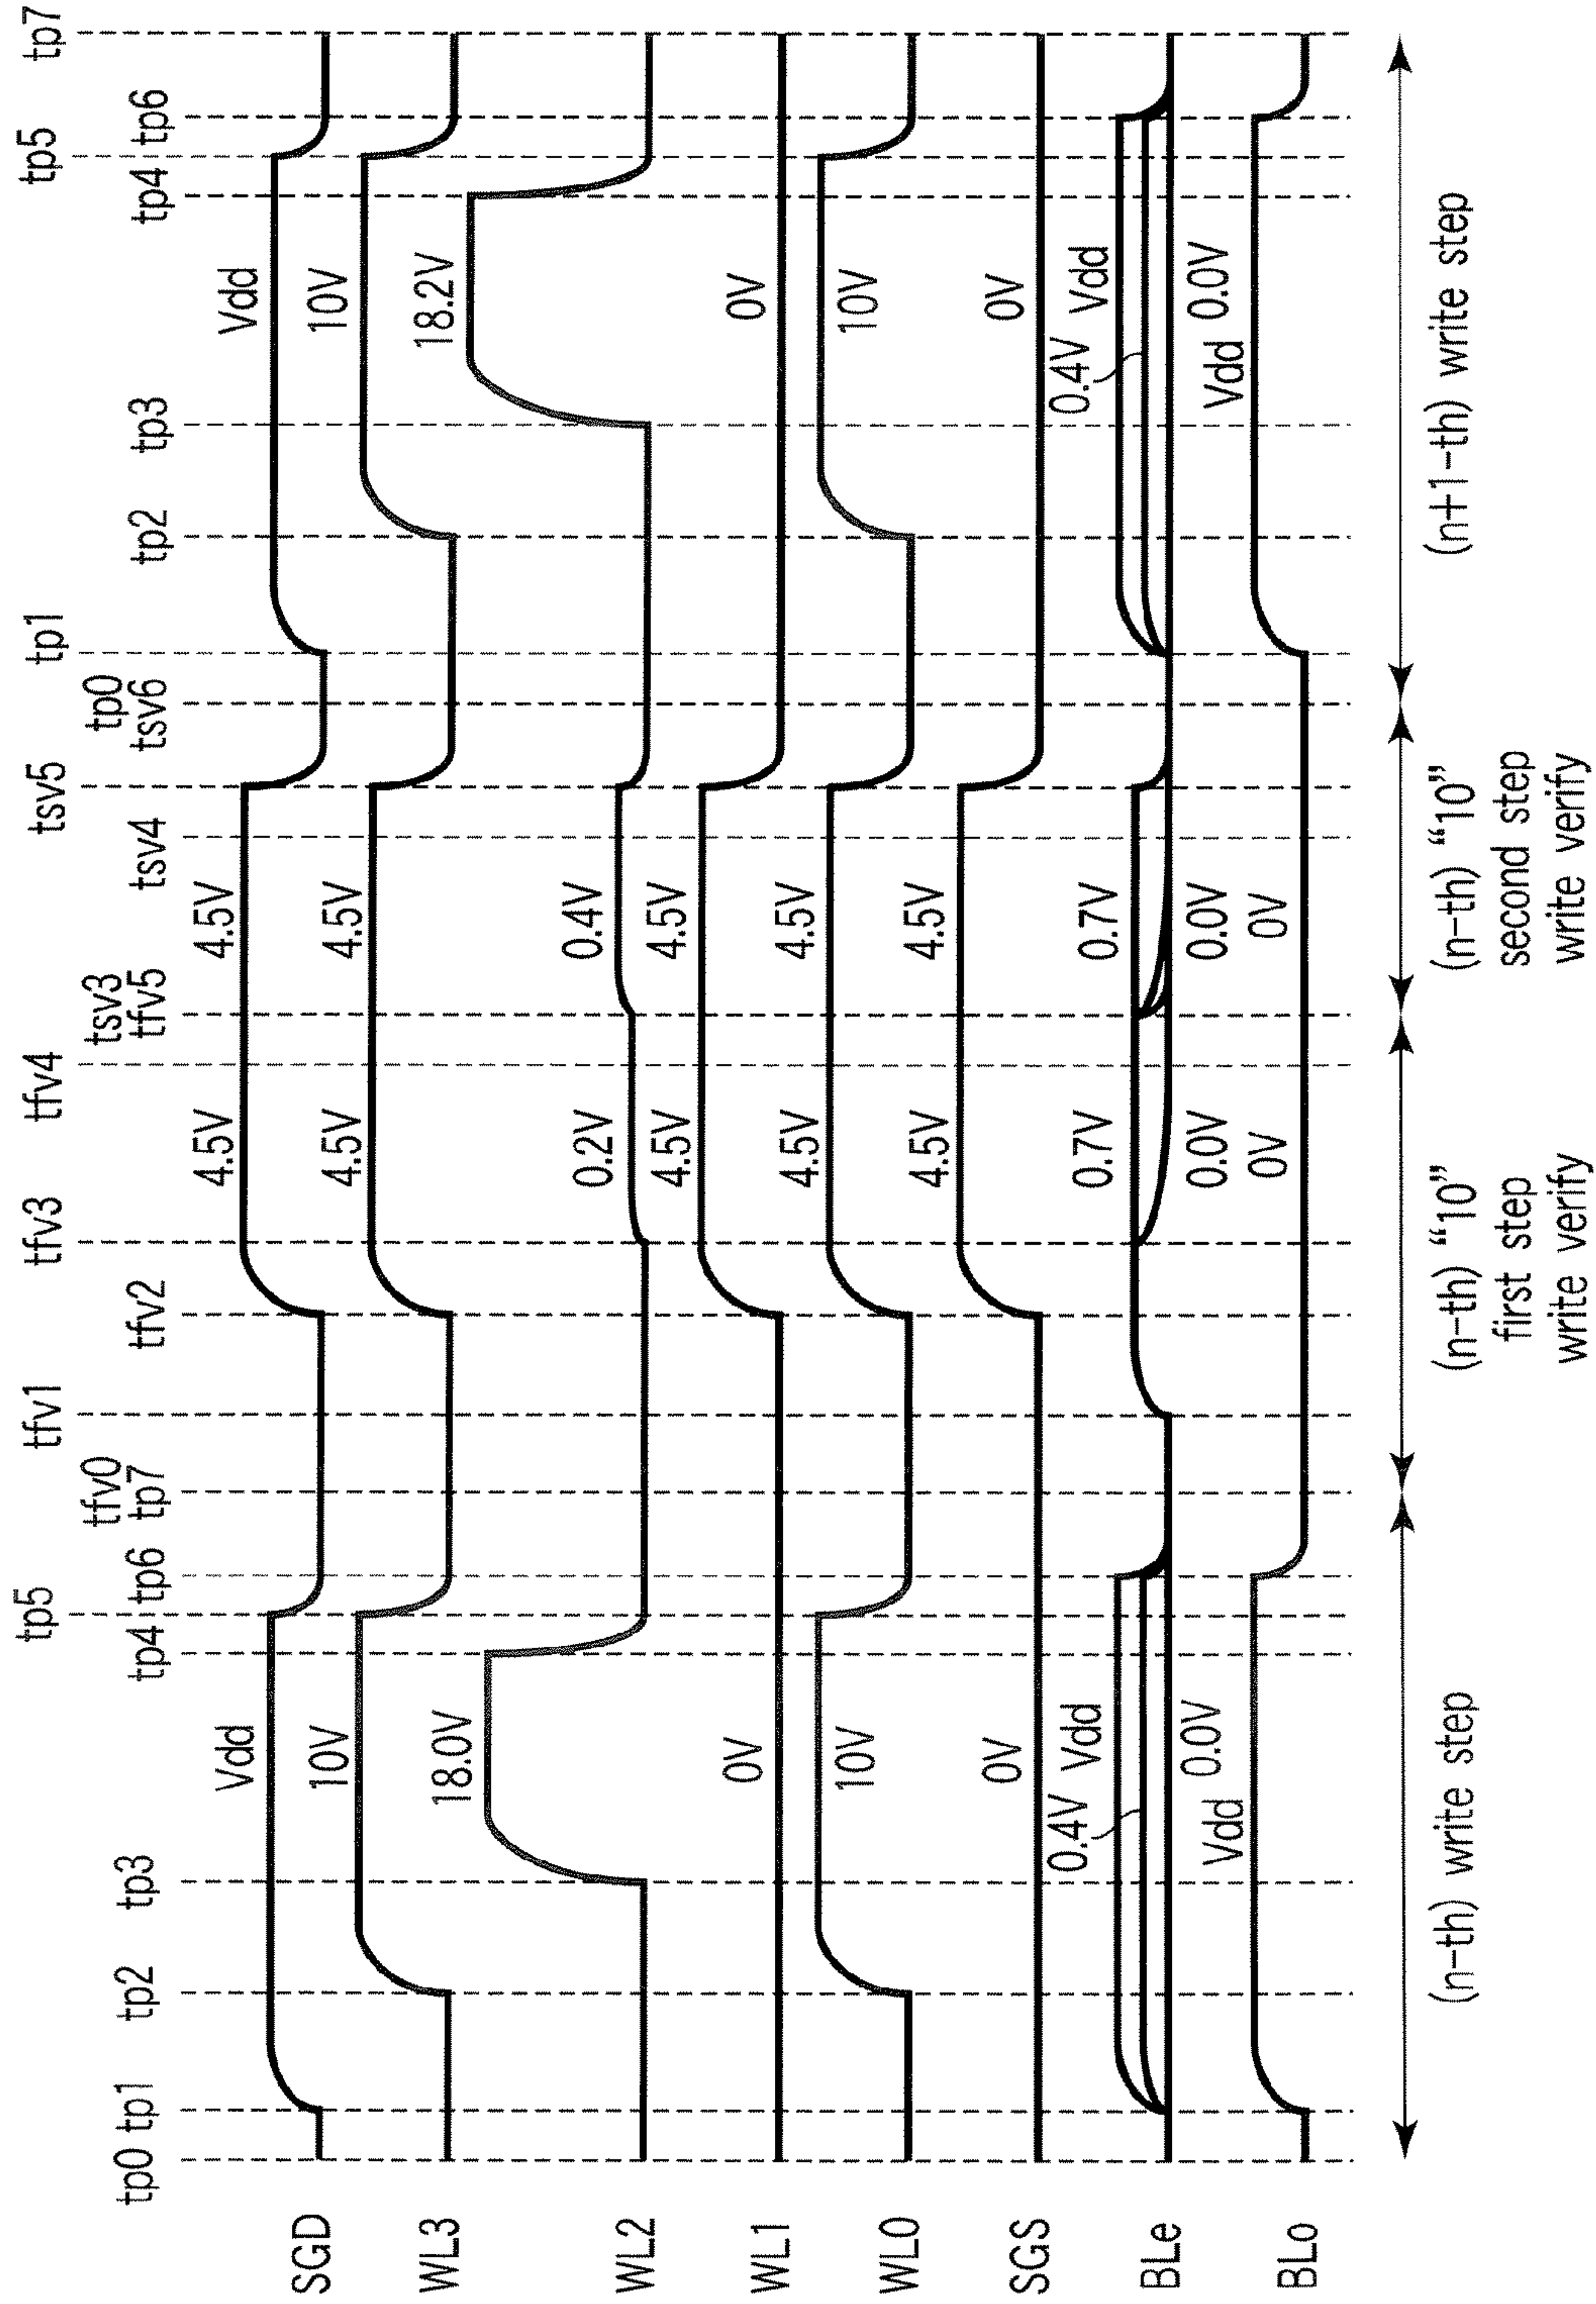 tp5 tfv1 tfv2 tfv4 tsv5 tp1 tp5 tp7
tfv0 tsv3 tp0
tp0 tp1 tp2 tp3 tp4 tp6 tp7 tfv3 tfv5 tsv4 tsv6 tp2 tp3 tp4 tp6
SGD Vdd 4.5V 4.5V Vdd
WL3 10V 4.5V 4.5V 10V
WL2 18.0V 0.2V 0.4V 18.2V
WL1 0V 4.5V 4.5V 0V
WL0 10V 4.5V 4.5V 10V
SGS 0V 4.5V 4.5V 0V
0.4V Vdd 0.7V 0.7V 0.4V Vdd
BLe 0.0V 0.0V 0.0V 0.0V
BLo Vdd 0V 0V Vdd
(n-th) write step
(n-th) “10”
first step
write verify
(n-th) “10”
second step
write verify
(n+1-th) write step